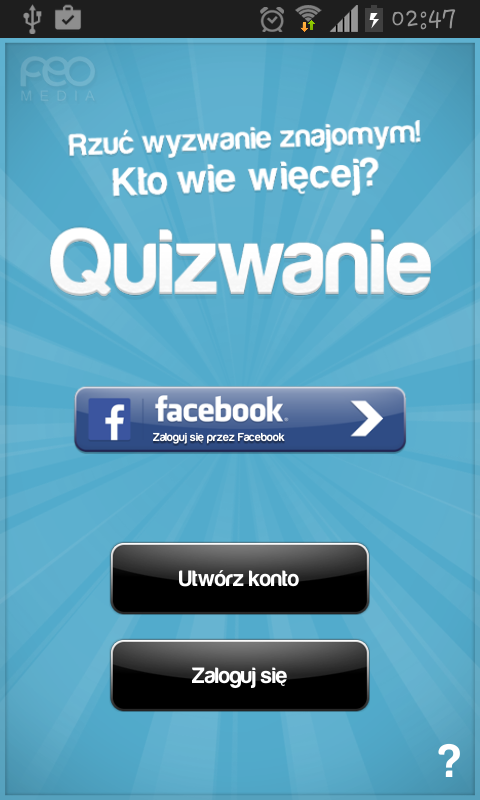 02:47
FEO
MEDIA
Rzuć wyzwanie znajomym!
Kto wie więcej?
Quizwanie
f facebook
Zaloguj się przez Facebook
Utwórz konto
Zaloguj się
?